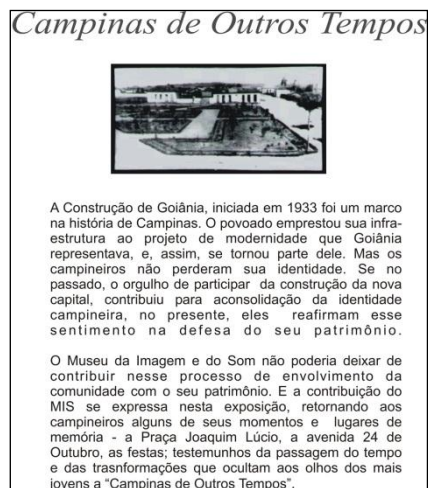 Campinas de Outros Tempos
A Construção de Goiânia, iniciada em 1933 foi um marco
na história de Campinas. O povoado emprestou sua infra-
estrutura ao projeto de modernidade que Goiânia
representava, e, assim, se tornou parte dele. Mas os
campineiros não perderam sua identidade. Se no
passado, o orgulho de participar da construção da nova
capital, contribuiu para aconsolidação da identidade
campineira, no presente, eles reafirmam esse
sentimento na defesa do seu patrimônio.
O Museu da Imagem e do Som não poderia deixar de
contribuir nesse processo de envolvimento da
comunidade com o seu patrimônio. E a contribuição do
MIS se expressa nesta exposição, retornando aos
campineiros alguns de seus momentos e lugares de
memória - a Praça Joaquim Lúcio, a avenida 24 de
Outubro, as festas; testemunhos da passagem do tempo
e das trasnformações que ocultam aos olhos dos mais
jovens a “Campinas de Outros Tempos”.